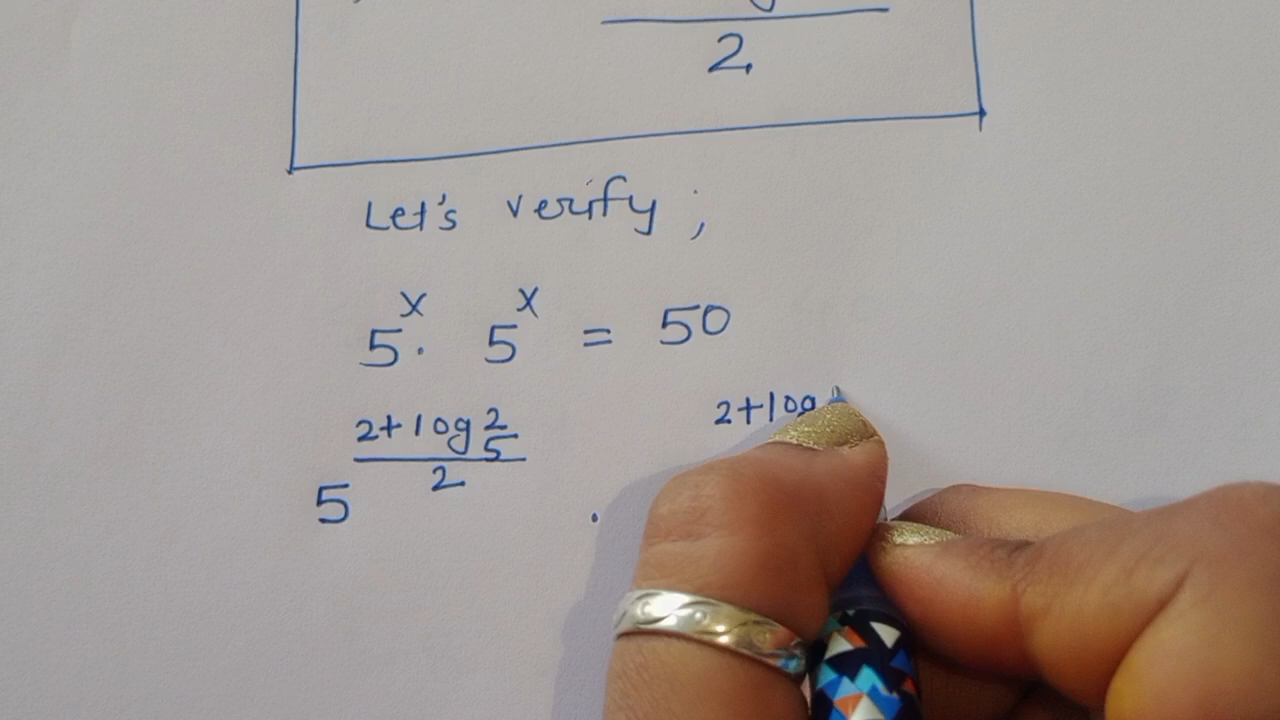 2
Let's verify ;
5^x . 5^x = 50
5^((2+log_5 2)/2) . 2+log